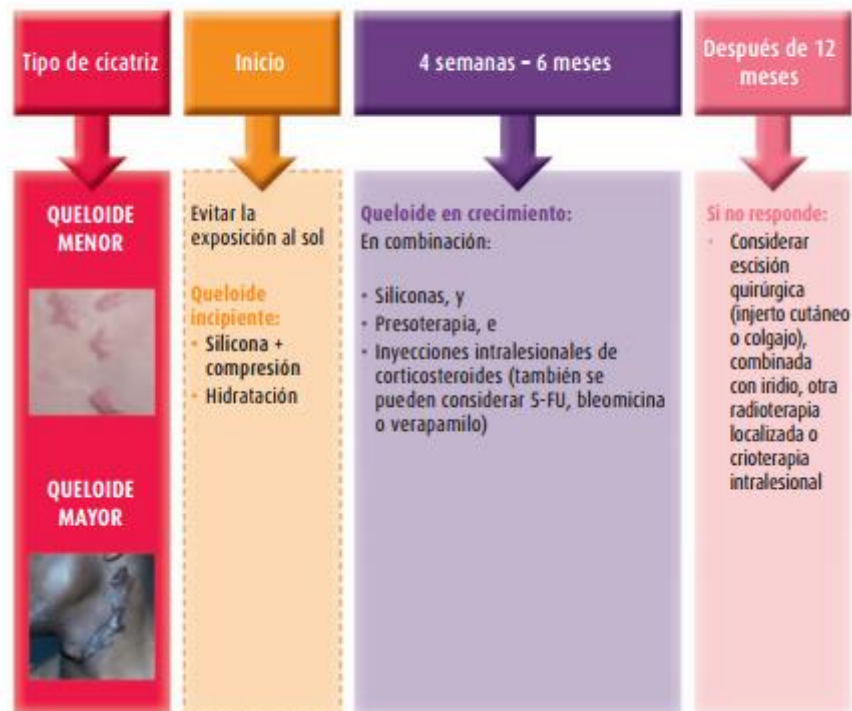 Tipo de cicatriz
Inicio
4 semanas – 6 meses
Después de 12
meses
QUELOIDE
MENOR
QUELOIDE
MAYOR
Evitar la
exposición al sol
Queloide
incipiente:
• Silicona +
compresión
• Hidratación
Queloide en crecimiento:
En combinación:
• Siliconas, y
• Presoterapia, e
• Inyecciones intralesionales de
corticosteroides (también se
pueden considerar 5-FU, bleomicina
o verapamilo)
Si no responde:
• Considerar
escisión
quirúrgica
(injerto cutáneo
o colgajo),
combinada
con iridio, otra
radioterapia
localizada o
crioterapia
intralesional